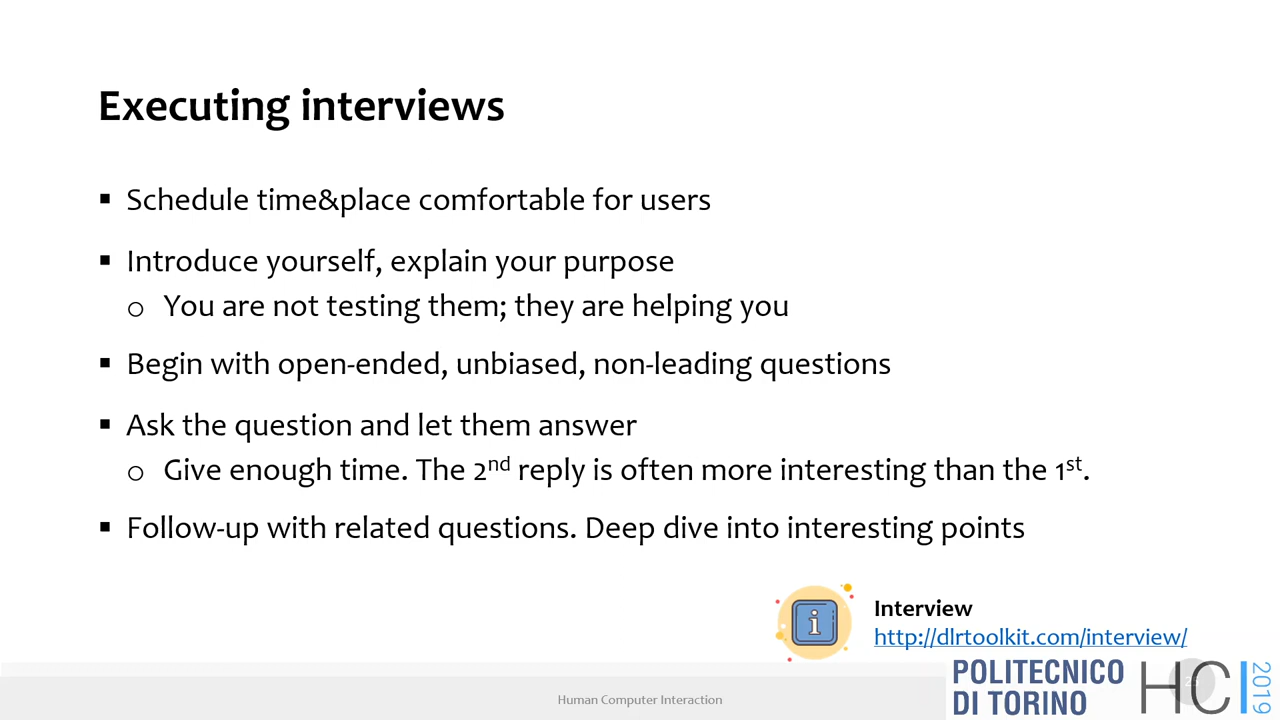 Executing interviews
▪ Schedule time&place comfortable for users
▪ Introduce yourself, explain your purpose
o You are not testing them; they are helping you
▪ Begin with open-ended, unbiased, non-leading questions
▪ Ask the question and let them answer
o Give enough time. The 2nd reply is often more interesting than the 1st.
▪ Follow-up with related questions. Deep dive into interesting points
Interview
http://dlrtoolkit.com/interview/
Human Computer Interaction
POLITECNICO
DI TORINO
HCI
2019